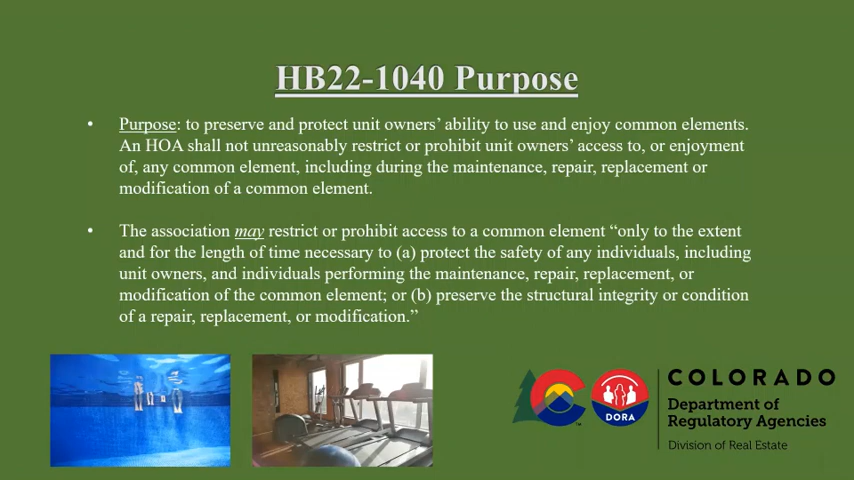 HB22-1040 Purpose
• Purpose: to preserve and protect unit owners’ ability to use and enjoy common elements.
An HOA shall not unreasonably restrict or prohibit unit owners’ access to, or enjoyment
of, any common element, including during the maintenance, repair, replacement or
modification of a common element.
• The association may restrict or prohibit access to a common element “only to the extent
and for the length of time necessary to (a) protect the safety of any individuals, including
unit owners, and individuals performing the maintenance, repair, replacement, or
modification of the common element; or (b) preserve the structural integrity or condition
of a repair, replacement, or modification.”
DORA
COLORADO
Department of
Regulatory Agencies
Division of Real Estate